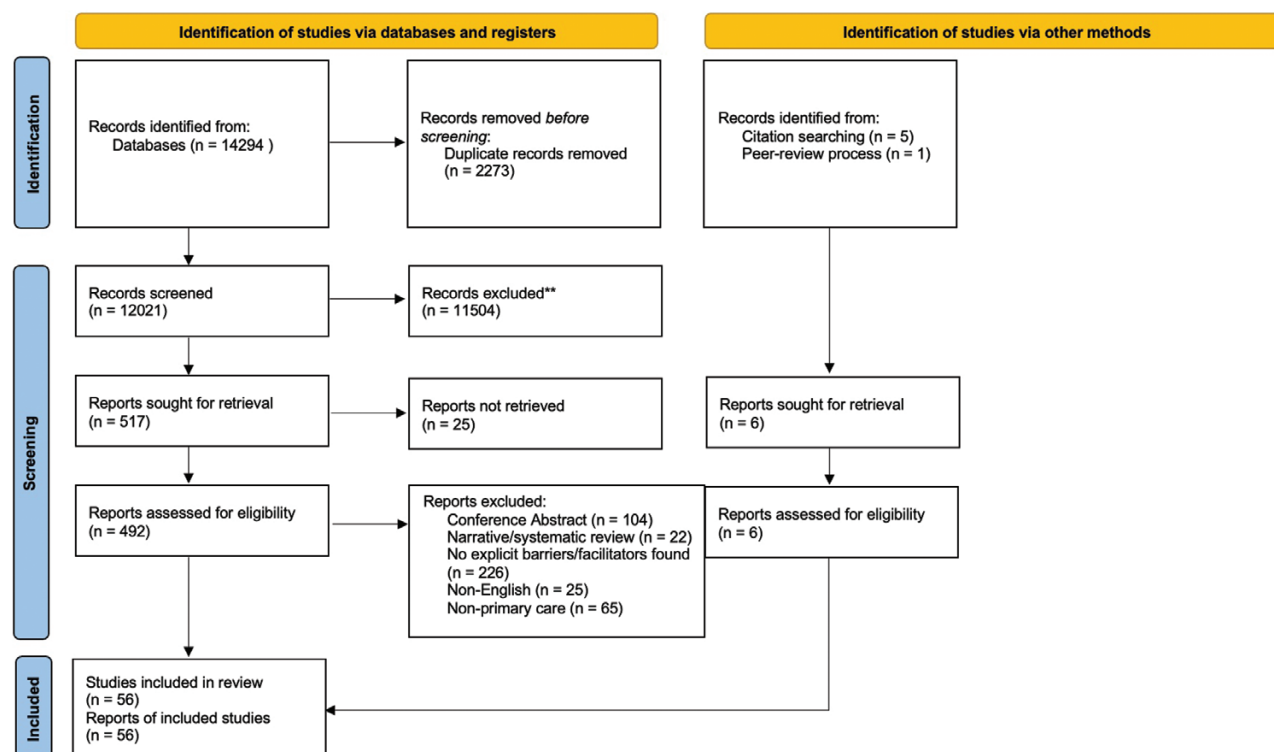 Identification of studies via databases and registers
Identification of studies via other methods
Identification
Records identified from:
Databases (n = 14294 )
Records removed before
screening:
Duplicate records removed
(n = 2273)
Records identified from:
Citation searching (n = 5)
Peer-review process (n = 1)
Screening
Records screened
(n = 12021)
Records excluded**
(n = 11504)
Reports sought for retrieval
(n = 517)
Reports not retrieved
(n = 25)
Reports sought for retrieval
(n = 6)
Reports assessed for eligibility
(n = 492)
Reports excluded:
Conference Abstract (n = 104)
Narrative/systematic review (n = 22)
No explicit barriers/facilitators found
(n = 226)
Non-English (n = 25)
Non-primary care (n = 65)
Reports assessed for eligibility
(n = 6)
Included
Studies included in review
(n = 56)
Reports of included studies
(n = 56)